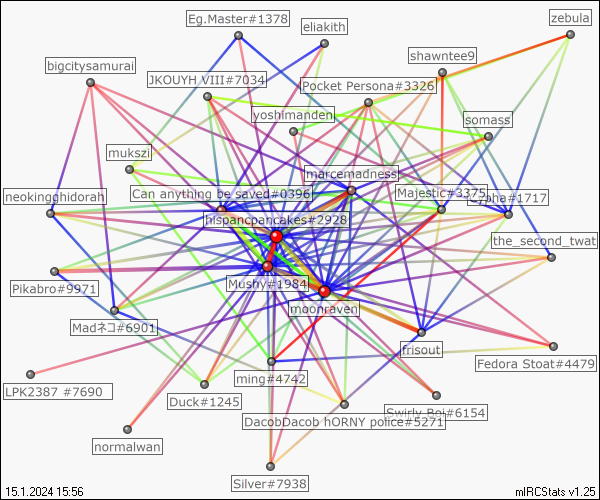 Eg.Master#1378
zebula
eliakith
shawntee9
bigcitysamurai
JKOUYH VIII#7034
Pocket Persona#3326
yoshimanden
somass
mukszi
marcemadness
neokingghidorah
Can anything be saved#0396
Majestic#3375
#1717
hispancpancakes#2928
the_second_twat
Pikabro#9971
Mushy#1984
moonraven
Madネコ#6901
frisout
Fedora Stoat#4479
ming#4742
LPK2387 #7690
Duck#1245
Swirly Boi#6154
DacobDacob hORNY police#5271
normalwan
Silver#7938
15.1.2024 15:56
mIRCStats v1.25